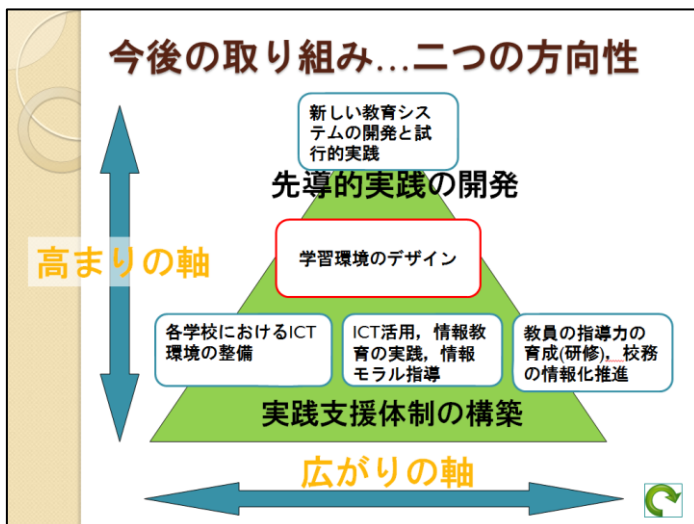 今後の取り組み…二つの方向性
新しい教育シス
テムの開発と試
行的実践
先導的実践の開発
高まりの軸
学習環境のデザイン
各学校におけるICT
環境の整備
ICT活用，情報教
育の実践，情報
モラル指導
教員の指導力の
育成(研修)，校務
の情報化推進
実践支援体制の構築
広がりの軸